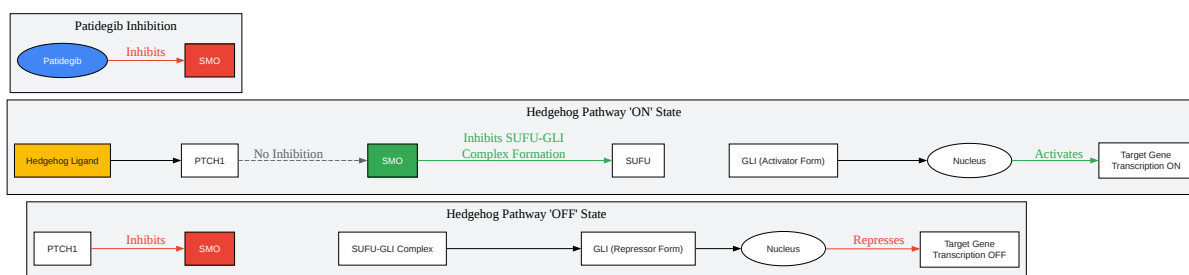 Patidegib Inhibition
Patidegib
Inhibits
SMO
Hedgehog Pathway 'ON' State
Hedgehog Ligand
PTCH1
No Inhibition
SMO
Inhibits SUFU-GLI
Complex Formation
SUFU
GLI (Activator Form)
Nucleus
Activates
Target Gene
Transcription ON
Hedgehog Pathway 'OFF' State
PTCH1
Inhibits
SMO
SUFU-GLI Complex
GLI (Repressor Form)
Nucleus
Represses
Target Gene
Transcription OFF